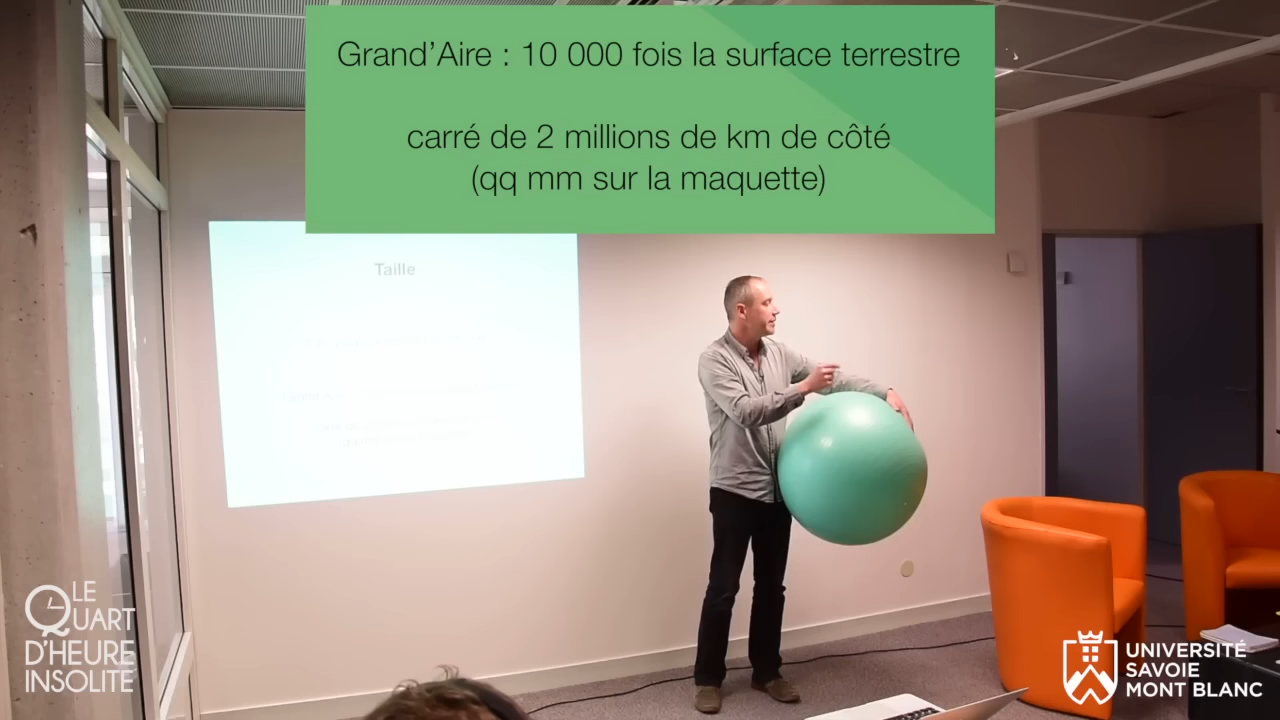 Grand'Aire : 10 000 fois la surface terrestre
carré de 2 millions de km de côté
(qq mm sur la maquette)
Taille
LE
QUART
D'HEURE
INSOLITE
UNIVERSITÉ
SAVOIE
MONT BLANC